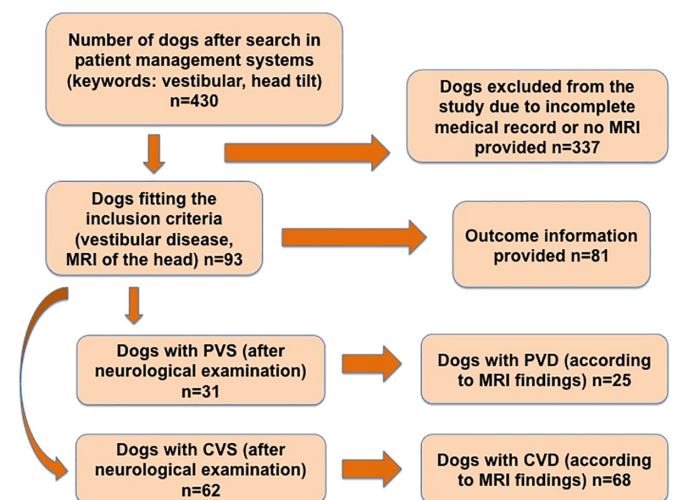 Number of dogs after search in
patient management systems
(keywords: vestibular, head tilt)
n=430
Dogs excluded from the
study due to incomplete
medical record or no MRI
provided n=337
Dogs fitting the
inclusion criteria
(vestibular disease,
MRI of the head) n=93
Outcome information
provided n=81
Dogs with PVS (after
neurological examination)
n=31
Dogs with PVD (according
to MRI findings) n=25
Dogs with CVS (after
neurological examination)
n=62
Dogs with CVD (according
to MRI findings) n=68